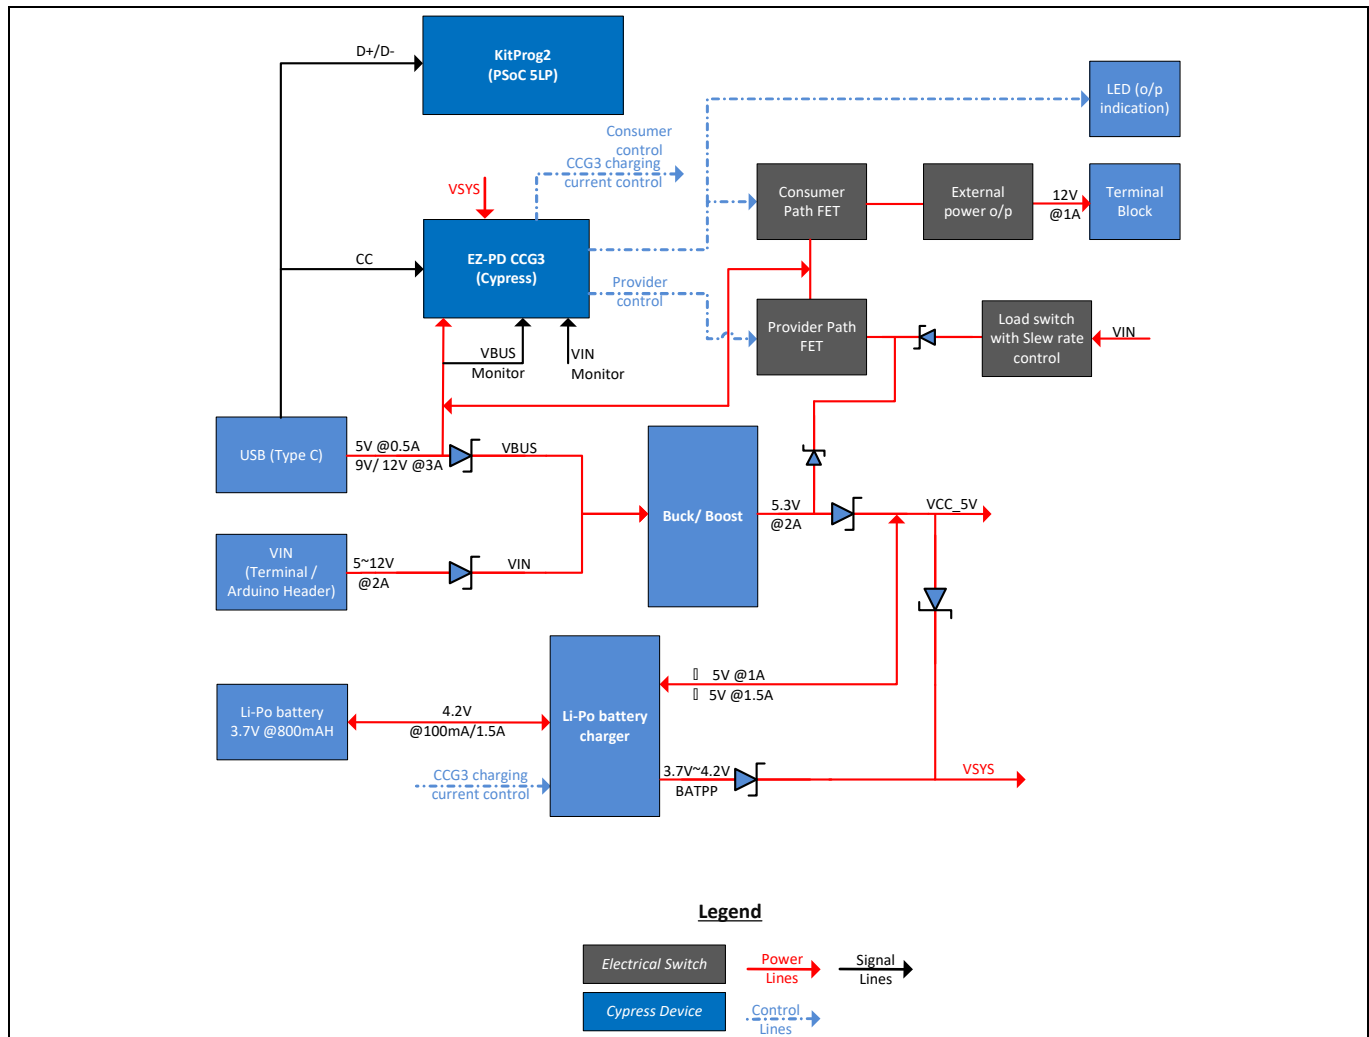 D+/D-
KitProg2
(PSoC 5LP)
LED (o/p
indication)
Consumer
control
CCG3 charging
current control
VSYS
Consumer
Path FET
External
power o/p
12V
@1A
Terminal
Block
CC
EZ-PD CCG3
(Cypress)
Provider
control
Provider Path
FET
Load switch
with Slew rate
control
VIN
VBUS
Monitor
VIN
Monitor
USB (Type C)
5V @0.5A
9V/ 12V @3A
VBUS
Buck/ Boost
5.3V
@2A
VCC_5V
VIN
(Terminal /
Arduino Header)
5~12V
@2A
VIN
5V @1A
5V @1.5A
Li-Po battery
3.7V @800mAH
4.2V
@100mA/1.5A
Li-Po battery
charger
CCG3 charging
current control
3.7V~4.2V
BATPP
VSYS
Legend
Electrical Switch
Power
Lines
Signal
Lines
Cypress Device
Control
Lines